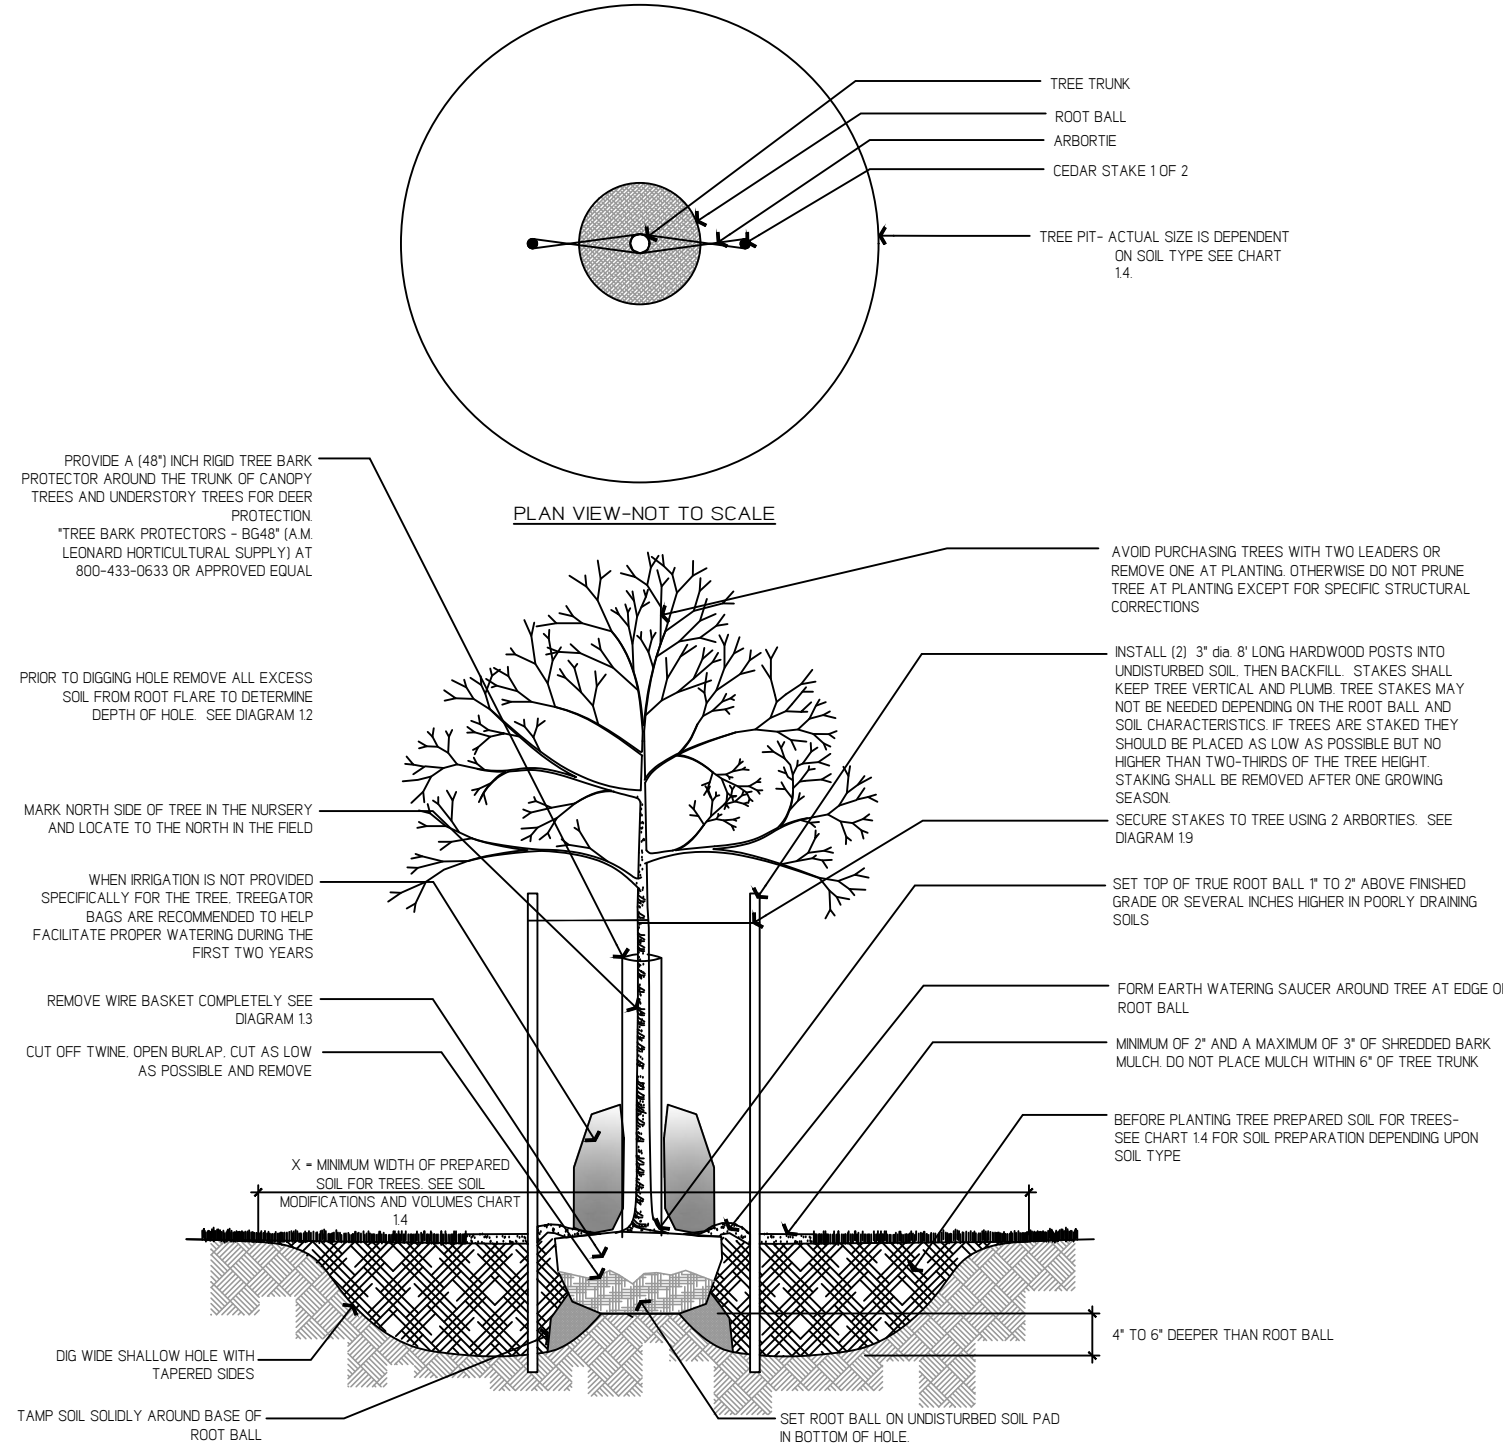 TREE TRUNK
ROOT BALL
ARBORTIE
CEDAR STAKE 1 OF 2
TREE PIT- ACTUAL SIZE IS DEPENDENT
ON SOIL TYPE SEE CHART
1.4.
PLAN VIEW-NOT TO SCALE
PROVIDE A (48") INCH RIGID TREE BARK
PROTECTOR AROUND THE TRUNK OF CANOPY
TREES AND UNDERSTORY TREES FOR DEER
PROTECTION.
"TREE BARK PROTECTORS - BG48" (A.M.
LEONARD HORTICULTURAL SUPPLY) AT
800-433-0633 OR APPROVED EQUAL
PRIOR TO DIGGING HOLE REMOVE ALL EXCESS
SOIL FROM ROOT FLARE TO DETERMINE
DEPTH OF HOLE. SEE DIAGRAM 1.2
MARK NORTH SIDE OF TREE IN THE NURSERY
AND LOCATE TO THE NORTH IN THE FIELD
WHEN IRRIGATION IS NOT PROVIDED
SPECIFICALLY FOR THE TREE, TREEGATOR
BAGS ARE RECOMMENDED TO HELP
FACILITATE PROPER WATERING DURING THE
FIRST TWO YEARS
REMOVE WIRE BASKET COMPLETELY SEE
DIAGRAM 1.3
CUT OFF TWINE, OPEN BURLAP, CUT AS LOW
AS POSSIBLE AND REMOVE
X = MINIMUM WIDTH OF PREPARED
SOIL FOR TREES. SEE SOIL
MODIFICATIONS AND VOLUMES CHART
1.4
DIG WIDE SHALLOW HOLE WITH
TAPERED SIDES
TAMP SOIL SOLIDLY AROUND BASE OF
ROOT BALL
AVOID PURCHASING TREES WITH TWO LEADERS OR
REMOVE ONE AT PLANTING. OTHERWISE DO NOT PRUNE
TREE AT PLANTING EXCEPT FOR SPECIFIC STRUCTURAL
CORRECTIONS
INSTALL (2) 3" dia. 8' LONG HARDWOOD POSTS INTO
UNDISTURBED SOIL, THEN BACKFILL. STAKES SHALL
KEEP TREE VERTICAL AND PLUMB. TREE STAKES MAY
NOT BE NEEDED DEPENDING ON THE ROOT BALL AND
SOIL CHARACTERISTICS. IF TREES ARE STAKED THEY
SHOULD BE PLACED AS LOW AS POSSIBLE BUT NO
HIGHER THAN TWO-THIRDS OF THE TREE HEIGHT.
STAKING SHALL BE REMOVED AFTER ONE GROWING
SEASON.
SECURE STAKES TO TREE USING 2 ARBORTIES. SEE
DIAGRAM 1.9
SET TOP OF TRUE ROOT BALL 1" TO 2" ABOVE FINISHED
GRADE OR SEVERAL INCHES HIGHER IN POORLY DRAINING
SOILS
FORM EARTH WATERING SAUCER AROUND TREE AT EDGE O
ROOT BALL
MINIMUM OF 2" AND A MAXIMUM OF 3" OF SHREDDED BARK
MULCH. DO NOT PLACE MULCH WITHIN 6" OF TREE TRUNK
BEFORE PLANTING TREE PREPARED SOIL FOR TREES-
SEE CHART 1.4 FOR SOIL PREPARATION DEPENDING UPON
SOIL TYPE
4" TO 6" DEEPER THAN ROOT BALL
SET ROOT BALL ON UNDISTURBED SOIL PAD
IN BOTTOM OF HOLE.